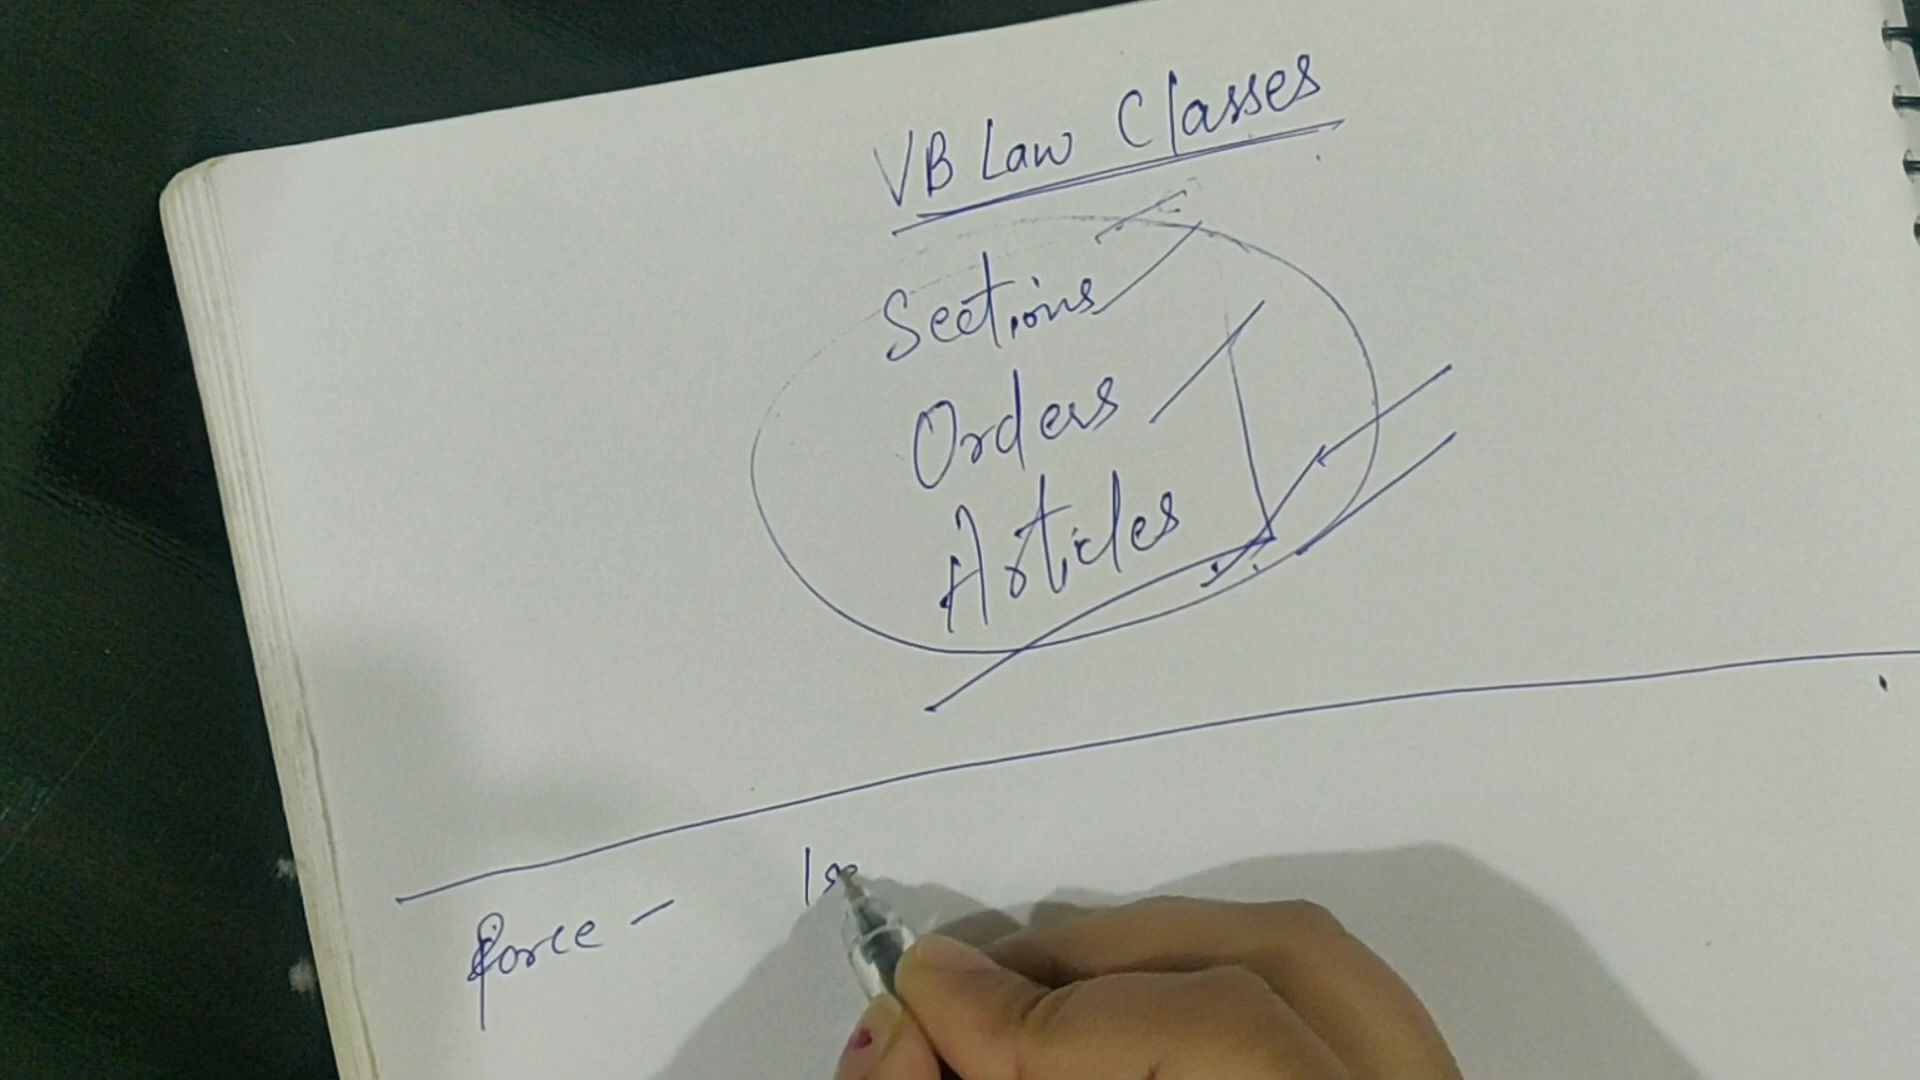 VB Law Classes
Sections
Orders
Articles
force -